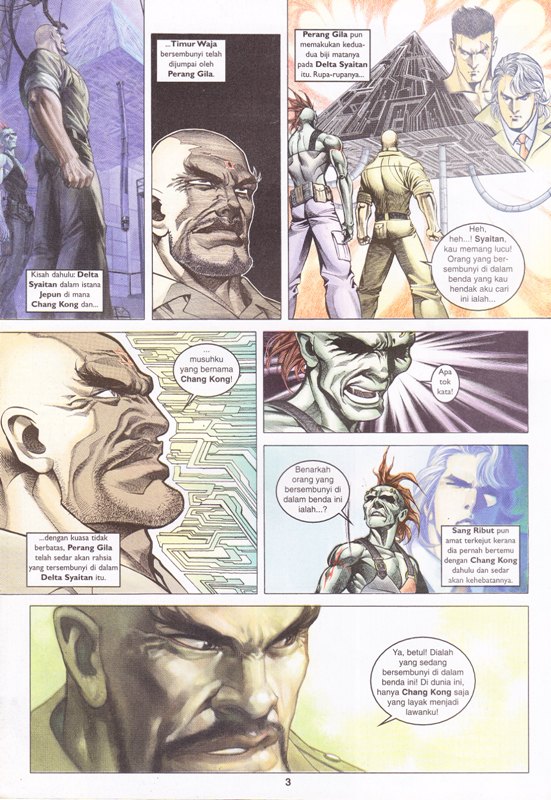 Kisah dahulu: Delta
Syaitan dalam istana
Jepun di mana
Chang Kong dan...
...Timur Waja
bersembunyi telah
dijumpai oleh
Perang Gila.
Perang Gila pun
memakukan kedua-
dua biji matanya
pada Delta Syaitan
itu. Rupa-rupanya...
Heh,
heh...! Syaitan,
kau memang lucu!
Orang yang ber-
sembunyi di dalam
benda yang kau
hendak aku cari
ini ialah...
...
musuhku
yang bernama
Chang Kong!
...dengan kuasa tidak
berbatas, Perang Gila
telah sedar akan rahsia
yang tersembunyi di dalam
Delta Syaitan itu.
Apa
tok
kata!
Benarkah
orang yang
bersembunyi di
dalam benda ini
ialah...?
Sang Ribut pun
amat terkejut kerana
dia pernah bertemu
dengan Chang Kong
dahulu dan sedar
akan kehebatannya.
Ya, betul! Dialah
yang sedang
bersembunyi di dalam
benda ini! Di dunia ini,
hanya Chang Kong saja
yang layak menjadi
lawanku!
3